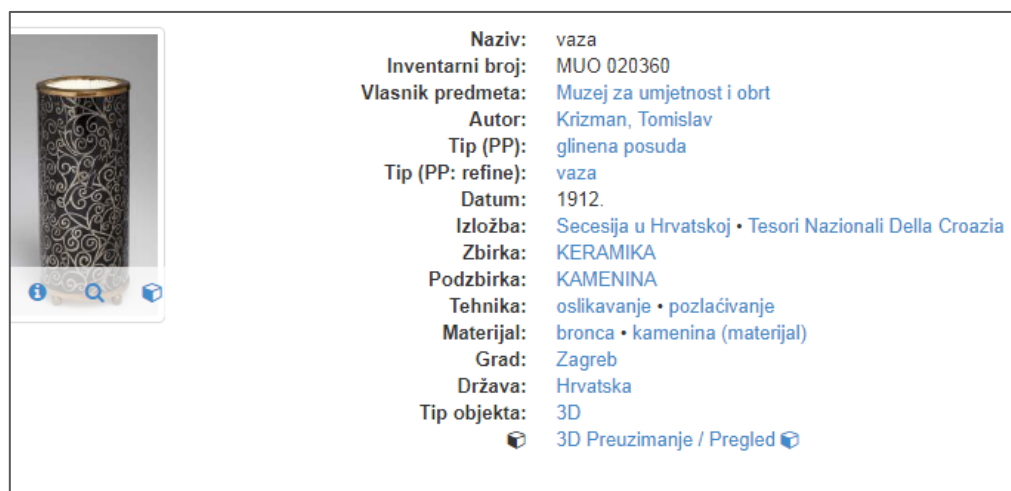 Naziv: vaza
Inventarni broj: MUO 020360
Vlasnik predmeta: Muzej za umjetnost i obrt
Autor: Krizman, Tomislav
Tip (PP): glinena posuda
Tip (PP: refine): vaza
Datum: 1912.
Izložba: Secesija u Hrvatskoj • Tesori Nazionali Della Croazia
Zbirka: KERAMIKA
Podzbirka: KAMENINA
Tehnika: oslikavanje • pozlaćivanje
Materijal: bronca • kamenina (materijal)
Grad: Zagreb
Država: Hrvatska
Tip objekta: 3D
3D Preuzimanje / Pregled